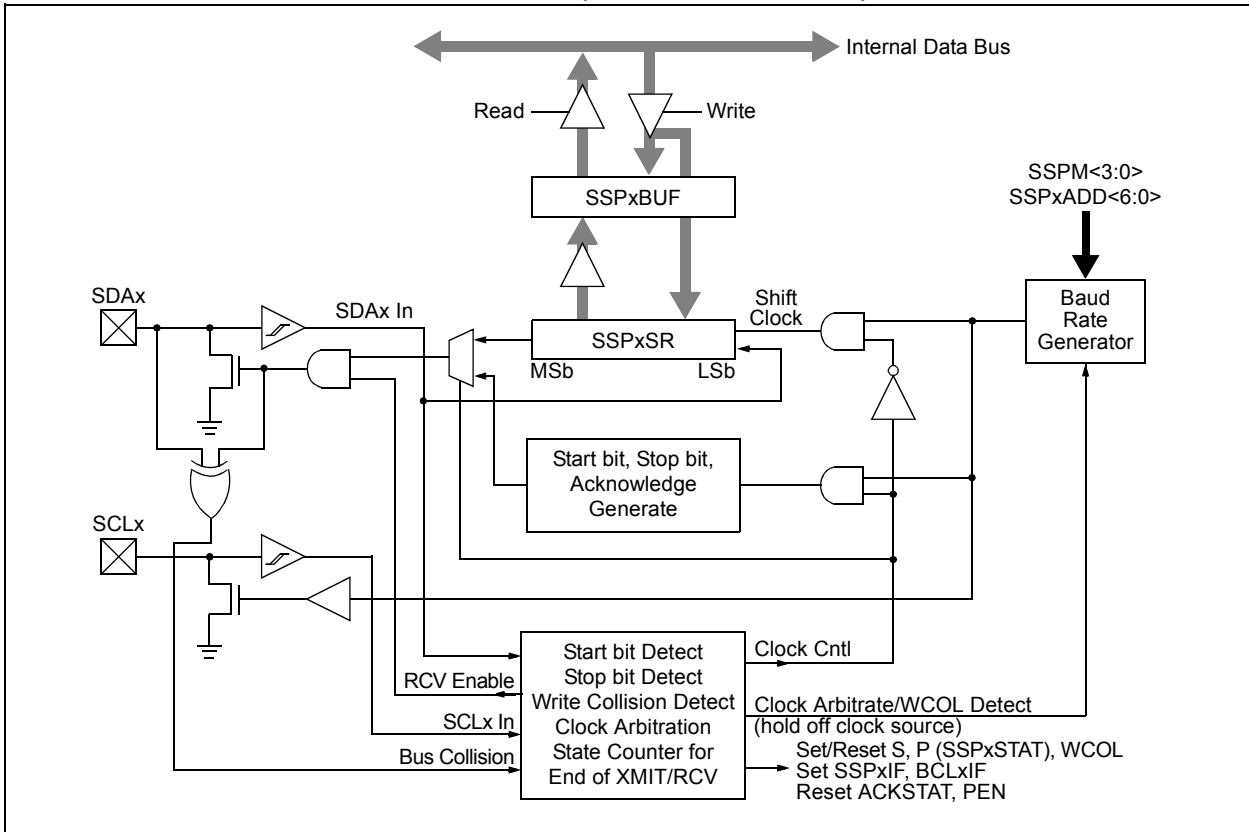 Internal Data Bus
Read
Write
SSPxBUF
SSPM<3:0>
SSPxADD<6:0>
Baud
Rate
Generator
SDAx
SDAx In
Shift
Clock
SSPxSR
MSb
LSb
Start bit, Stop bit,
Acknowledge
Generate
SCLx
Start bit Detect
Stop bit Detect
Write Collision Detect
Clock Arbitration
State Counter for
End of XMIT/RCV
RCV Enable
SCLx In
Bus Collision
Clock Cntl
Clock Arbitrate/WCOL Detect
(hold off clock source)
Set/Reset S, P (SSPxSTAT), WCOL
Set SSPxIF, BCLxIF
Reset ACKSTAT, PEN